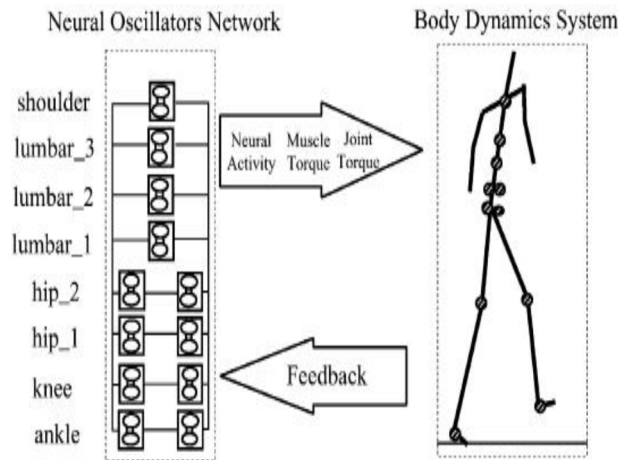 Neural Oscillators Network
Body Dynamics System
shoulder
lumbar_3
lumbar_2
lumbar_1
hip_2
hip_1
knee
ankle
Neural Muscle Joint
Activity Torque Torque
Feedback